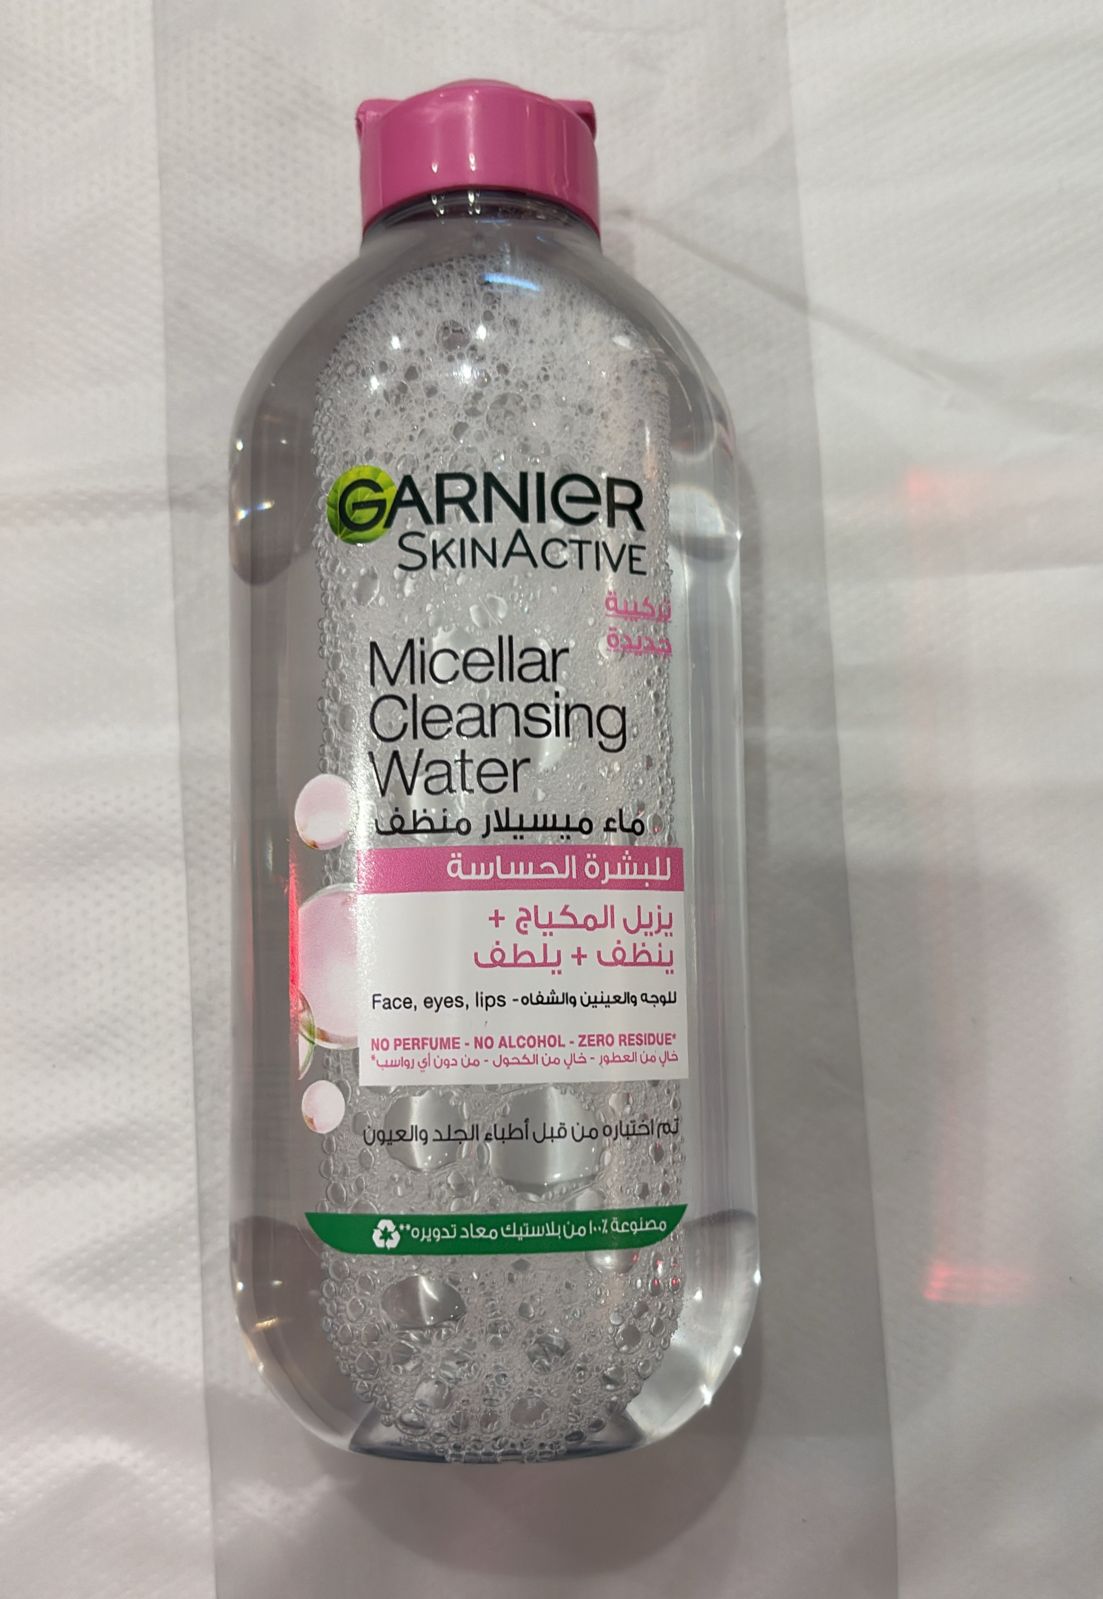 GARNIER
SKINACTIVE
تركيبة
جديدة
Micellar
Cleansing
Water
ماء ميسيلار منظف
للبشرة الحساسة
يزيل المكياج +
ينظف + يلطف
Face, eyes, lips - للوجه والعينين والشفاه
NO PERFUME - NO ALCOHOL - ZERO RESIDUE*
خالٍ من العطور - خالٍ من الكحول - من دون أي رواسب*
تم اختباره من قبل أطباء الجلد والعيون
مصنوعة ١٠٠٪ من بلاستيك معاد تدويره**